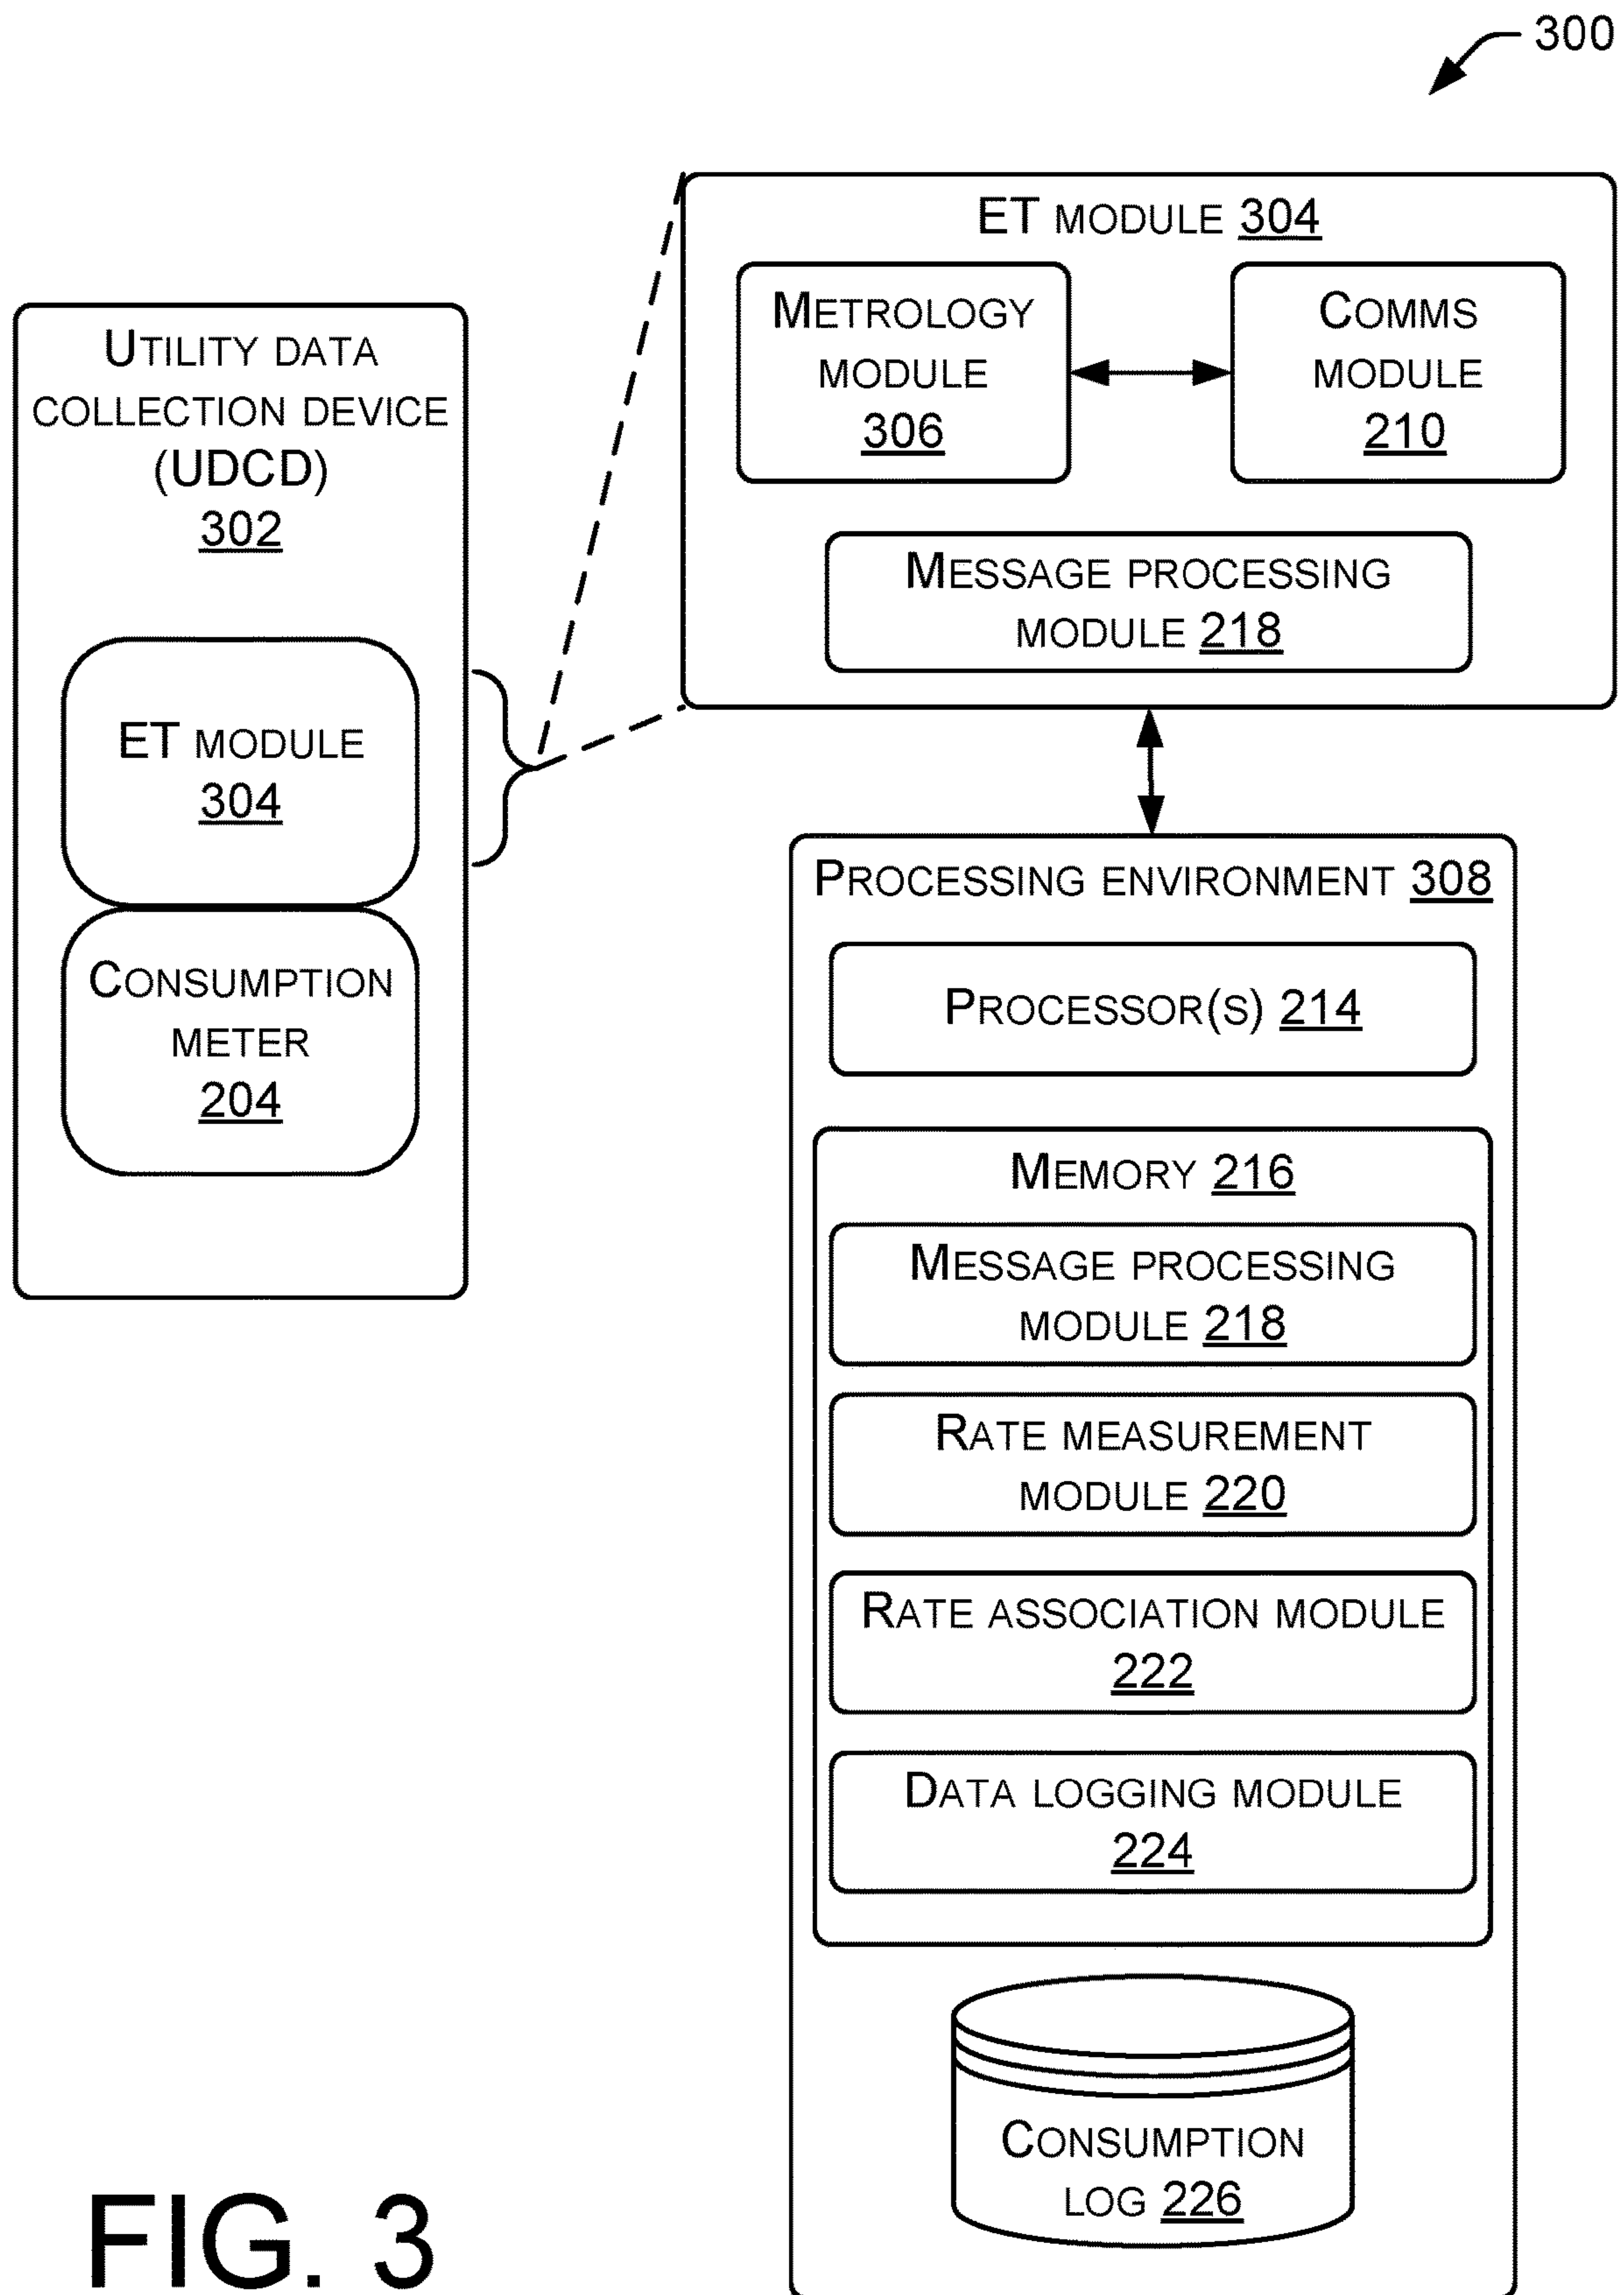 300
UTILITY DATA
COLLECTION DEVICE
(UDCD)
302
ET MODULE
304
CONSUMPTION
METER
204
ET MODULE 304
METROLOGY
MODULE
306
COMMS
MODULE
210
MESSAGE PROCESSING
MODULE 218
PROCESSING ENVIRONMENT 308
PROCESSOR(S) 214
MEMORY 216
MESSAGE PROCESSING
MODULE 218
RATE MEASUREMENT
MODULE 220
RATE ASSOCIATION MODULE
222
DATA LOGGING MODULE
224
CONSUMPTION
LOG 226
FIG. 3